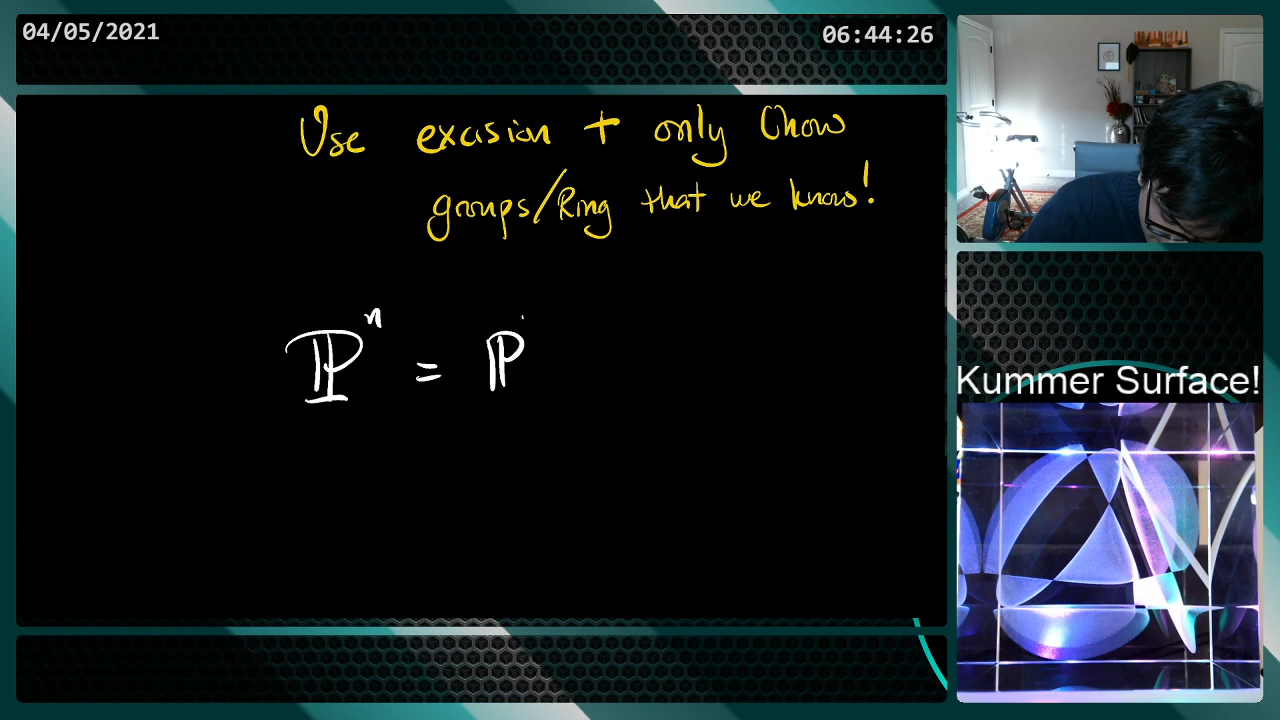 04/05/2021
06:44:26
Use excision + only Chow
groups/Ring that we know!
ℙⁿ = ℙ
Kummer Surface!